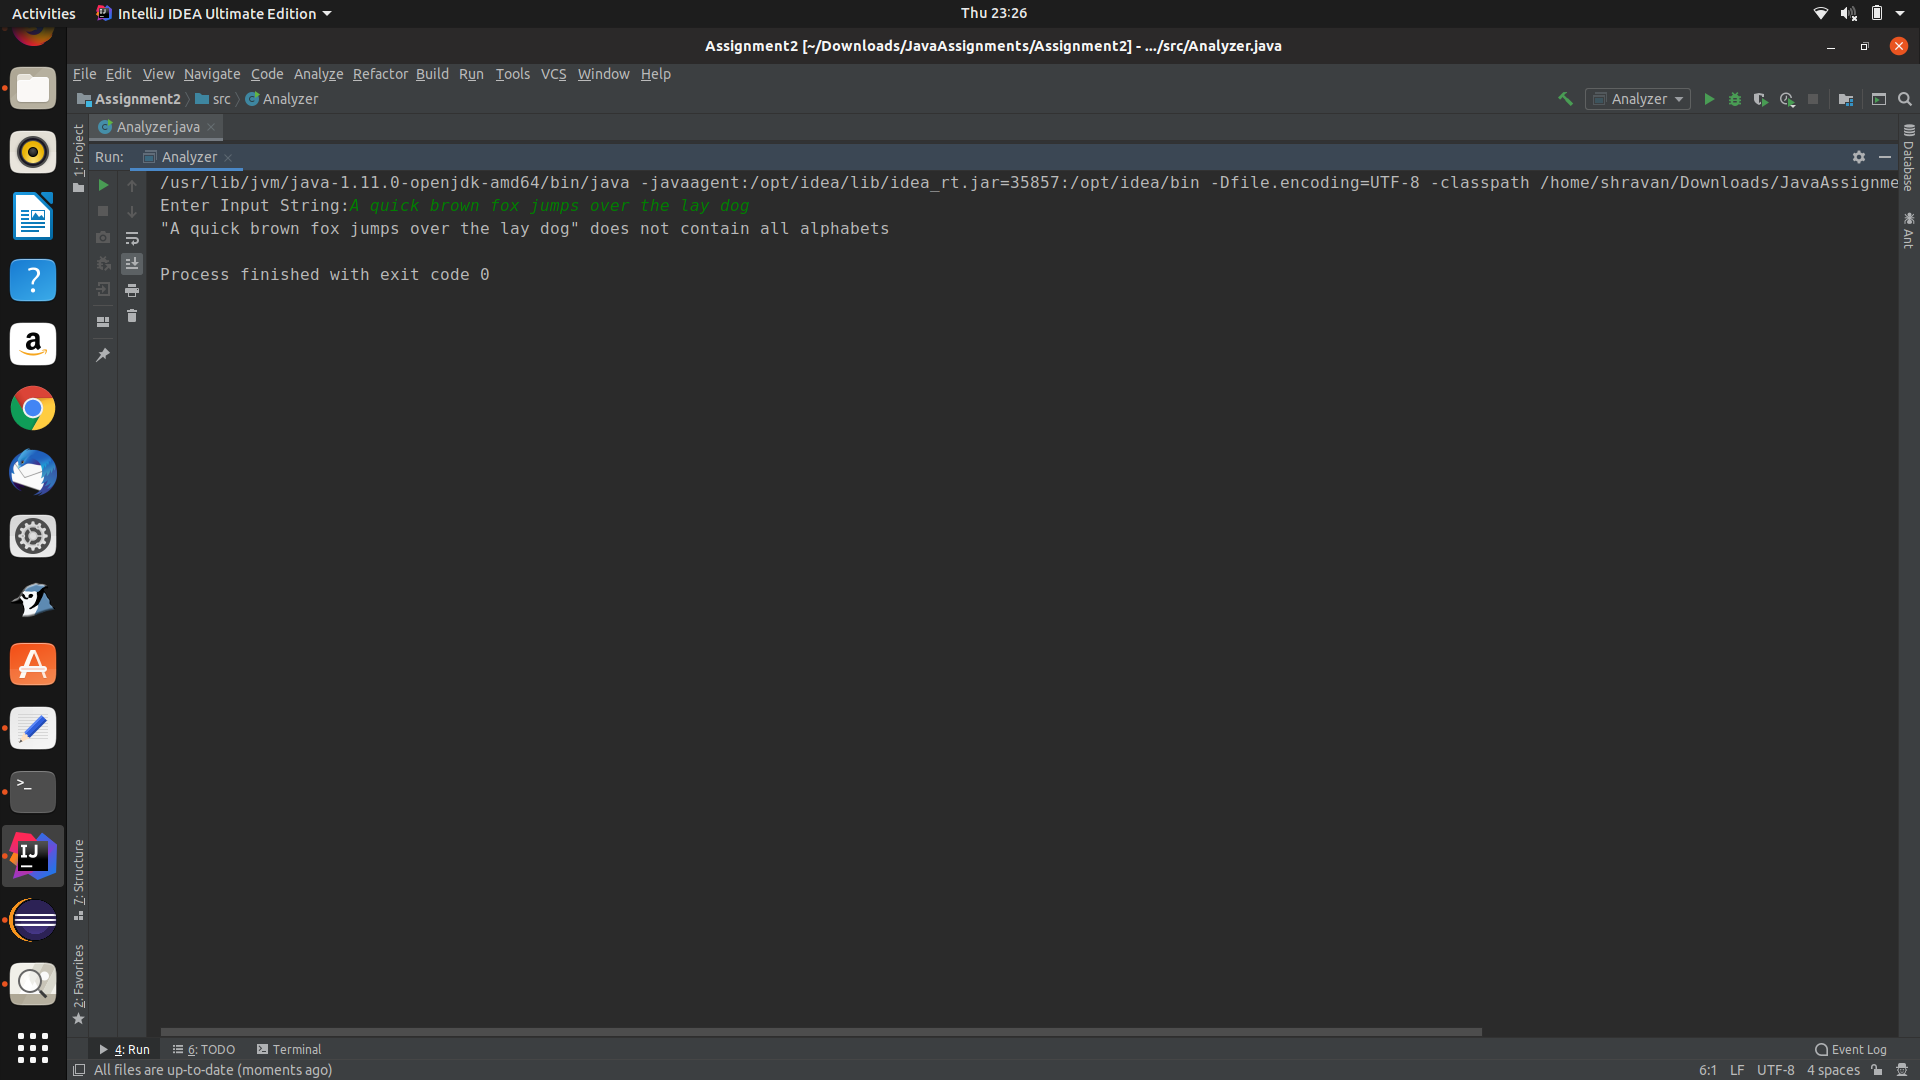 Activities IntelliJ IDEA Ultimate Edition Thu 23:26
Assignment2 [~/Downloads/JavaAssignments/Assignment2] - .../src/Analyzer.java
File Edit View Navigate Code Analyze Refactor Build Run Tools VCS Window Help
Assignment2 src Analyzer Analyzer
Analyzer.java
Run: Analyzer
/usr/lib/jvm/java-1.11.0-openjdk-amd64/bin/java -javaagent:/opt/idea/lib/idea_rt.jar=35857:/opt/idea/bin -Dfile.encoding=UTF-8 -classpath /home/shravan/Downloads/JavaAssignme
Enter Input String:A quick brown fox jumps over the lay dog
"A quick brown fox jumps over the lay dog" does not contain all alphabets
Process finished with exit code 0
1: Project
7: Structure
2: Favorites
Database
Ant
?
a
A
>_
IJ
4: Run 6: TODO Terminal Event Log
All files are up-to-date (moments ago) 6:1 LF UTF-8 4 spaces